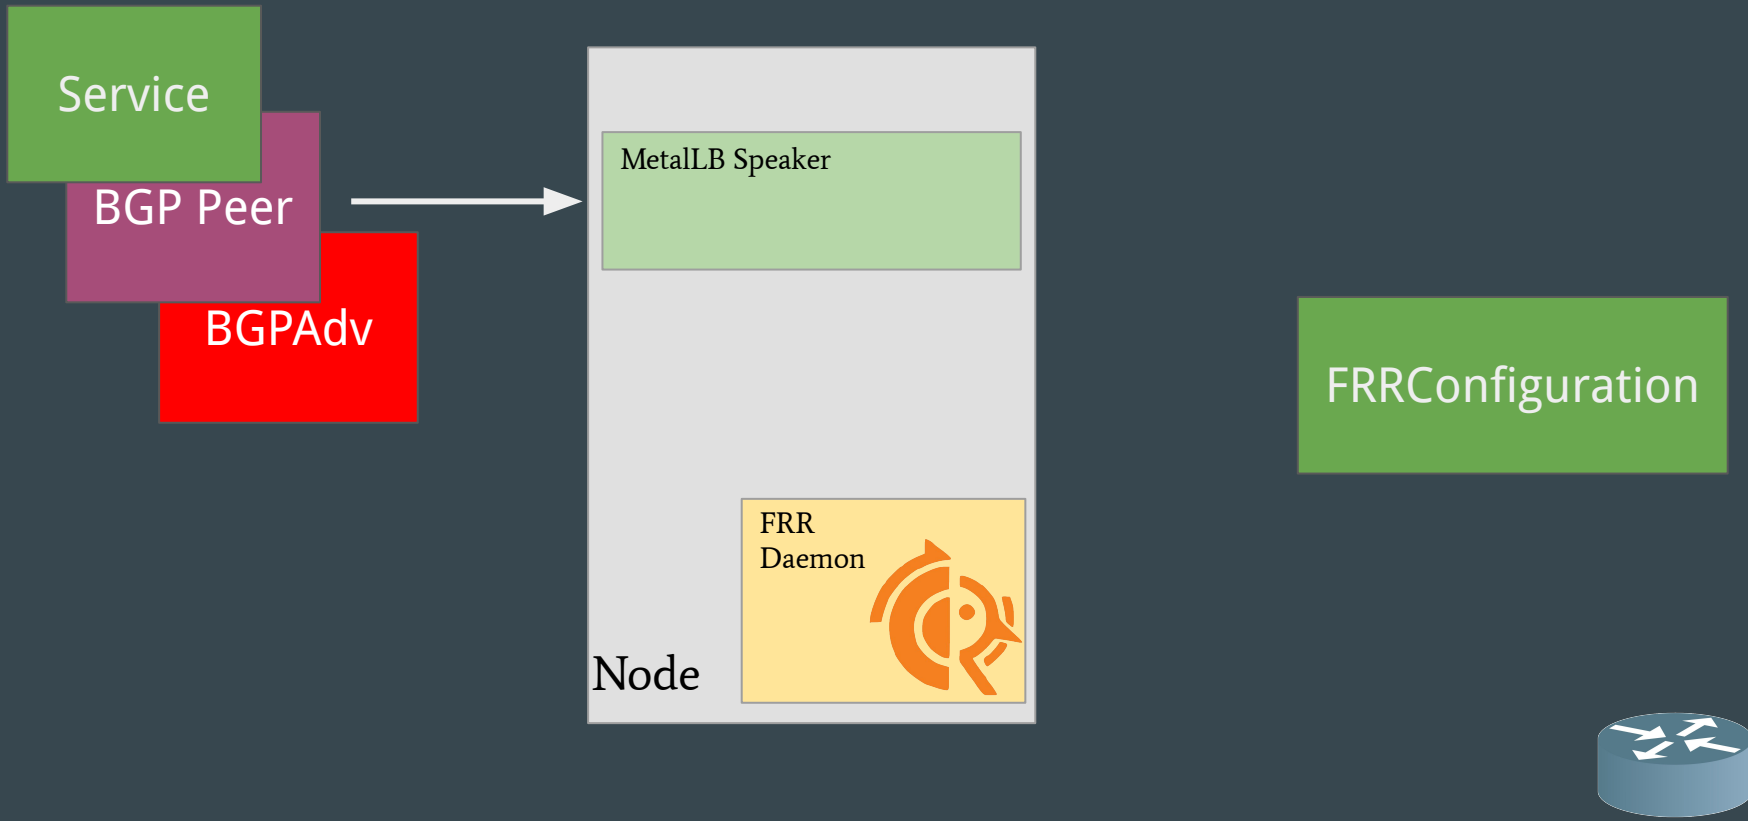 Service
BGP Peer
BGPAdv
MetalLB Speaker
FRRConfiguration
FRR
Daemon
Node